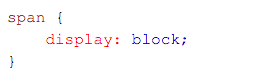 span {
    display: block;
}